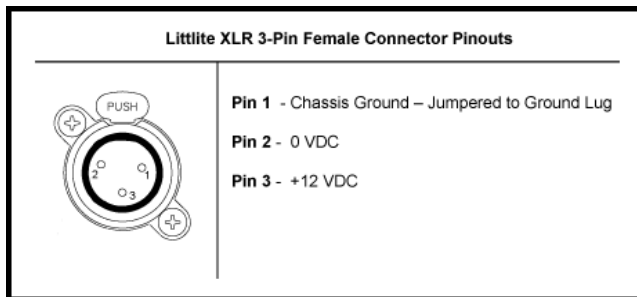 Littlite XLR 3-Pin Female Connector Pinouts
PUSH
2
1
3
Pin 1 - Chassis Ground – Jumpered to Ground Lug
Pin 2 - 0 VDC
Pin 3 - +12 VDC